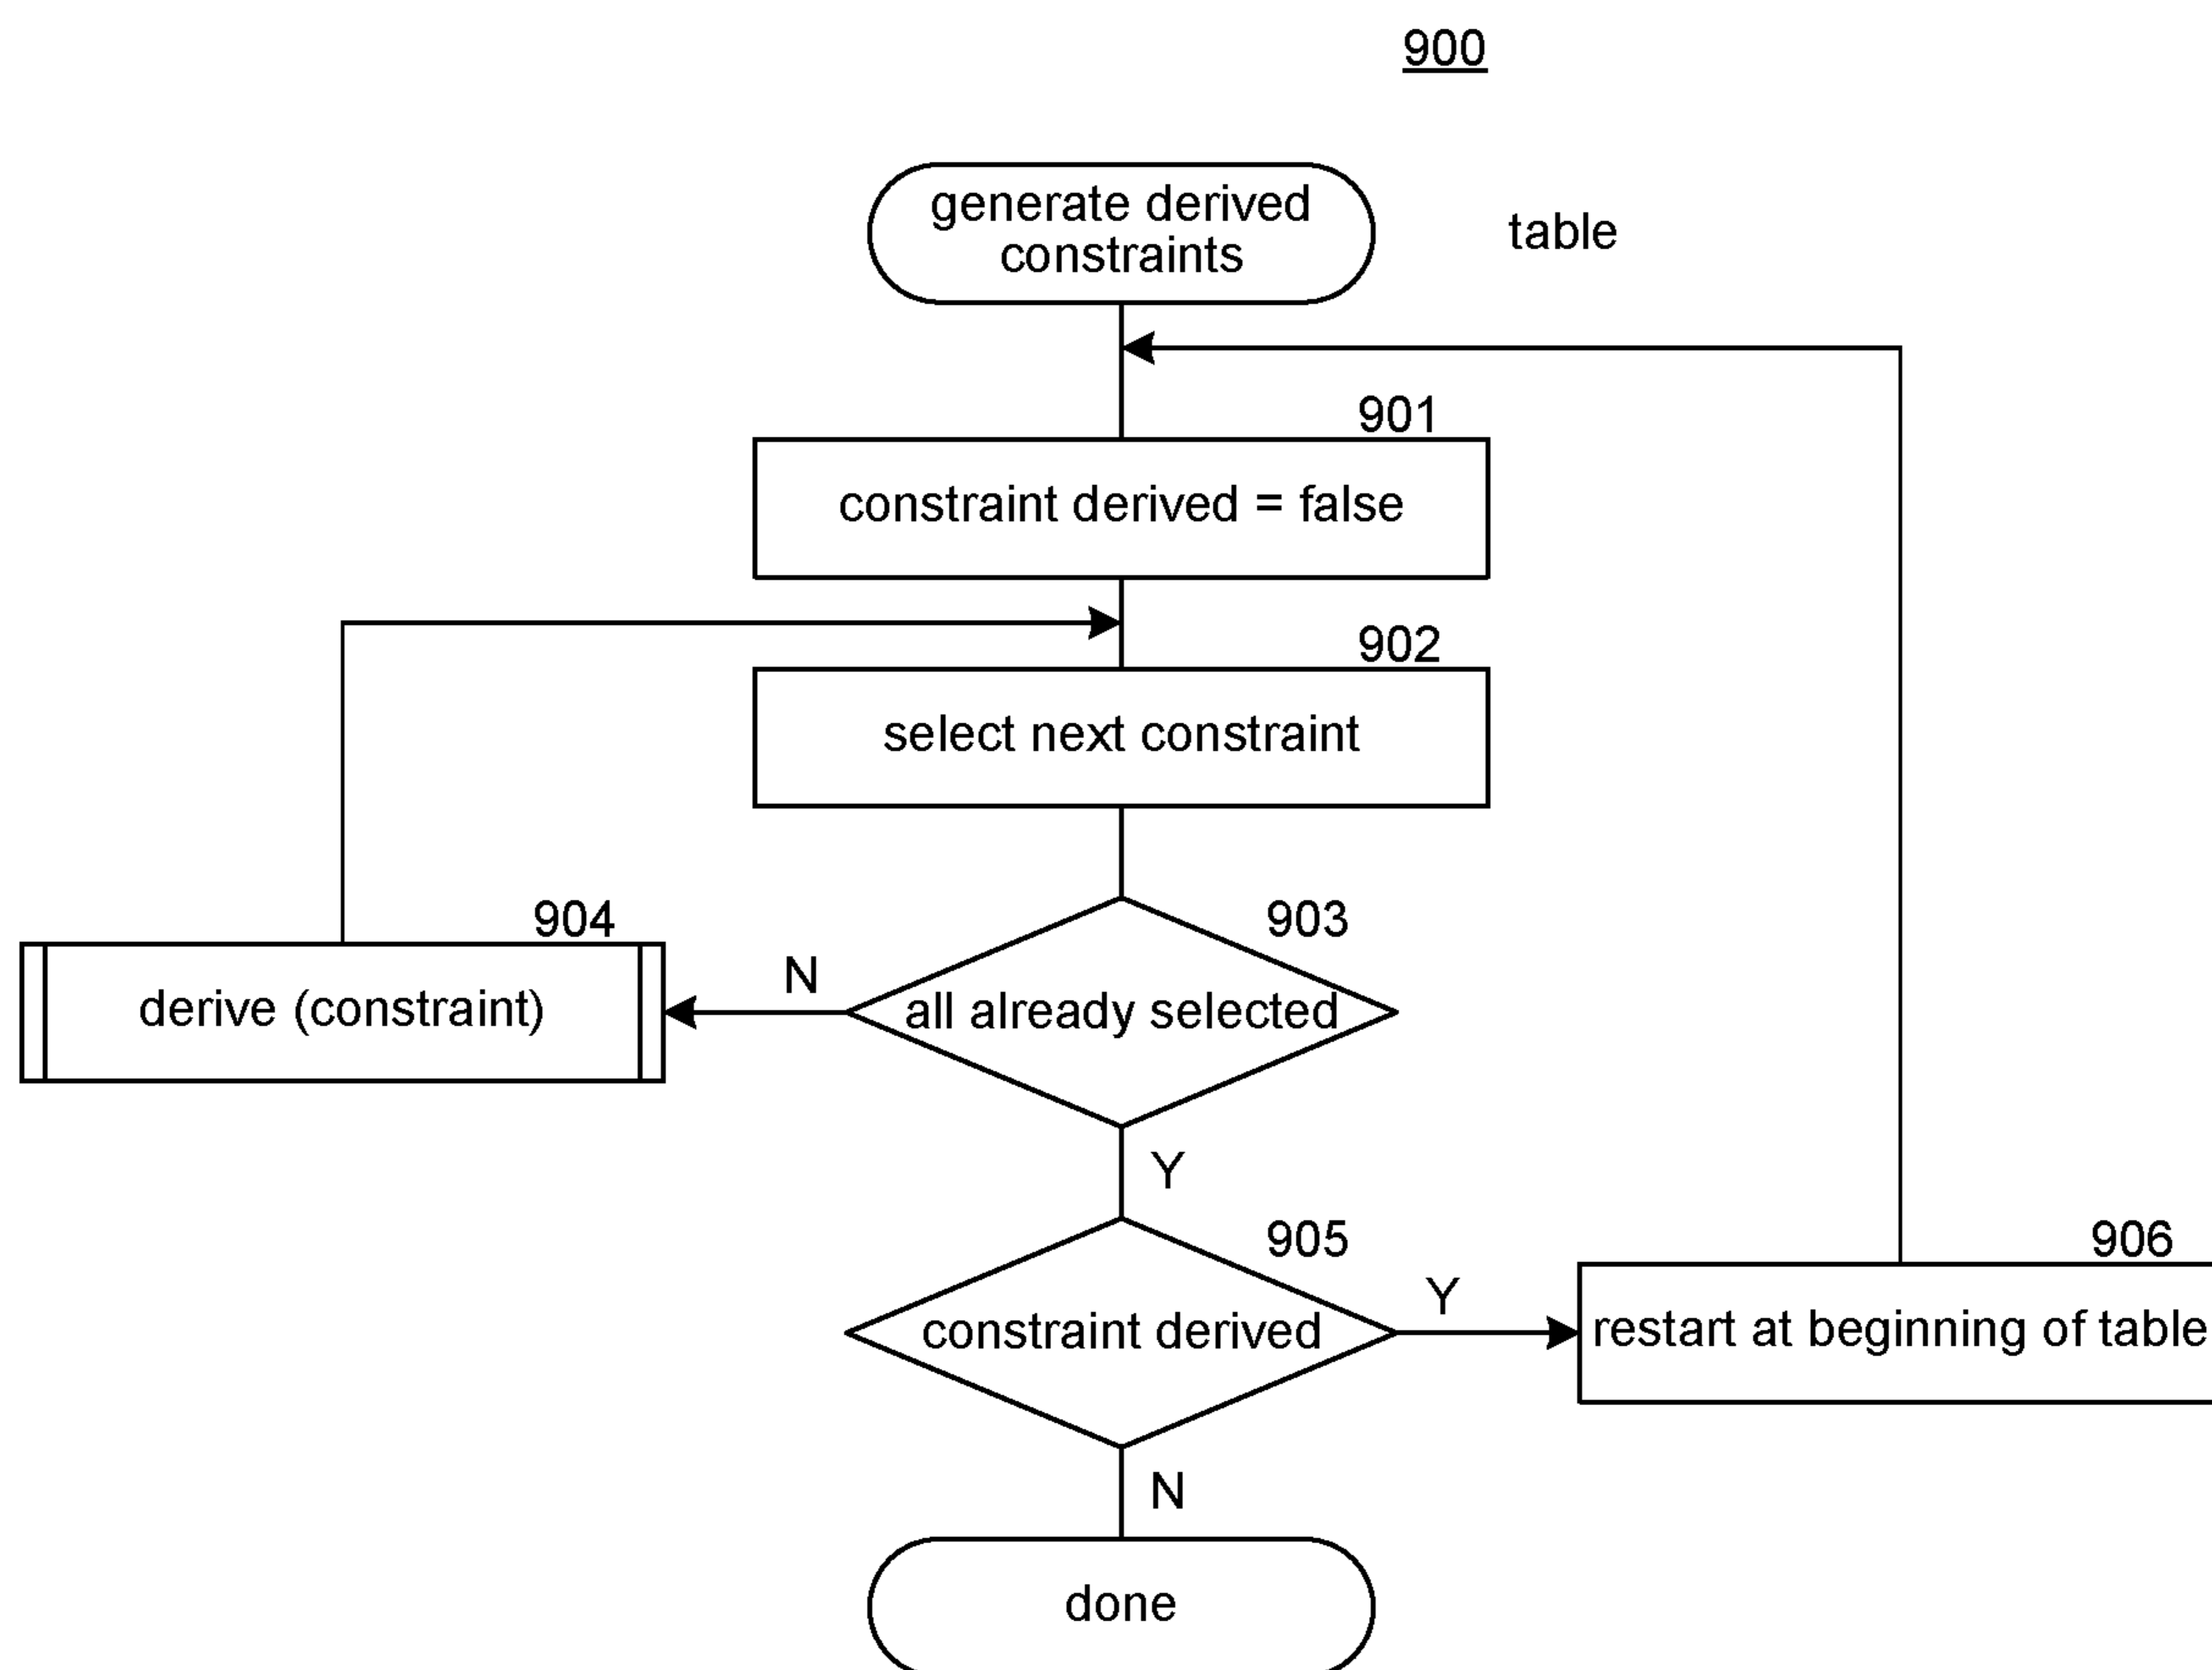 900
generate derived
constraints
table
901
constraint derived = false
902
select next constraint
903
all already selected
N
904
derive (constraint)
Y
905
constraint derived
Y
906
restart at beginning of table
N
done